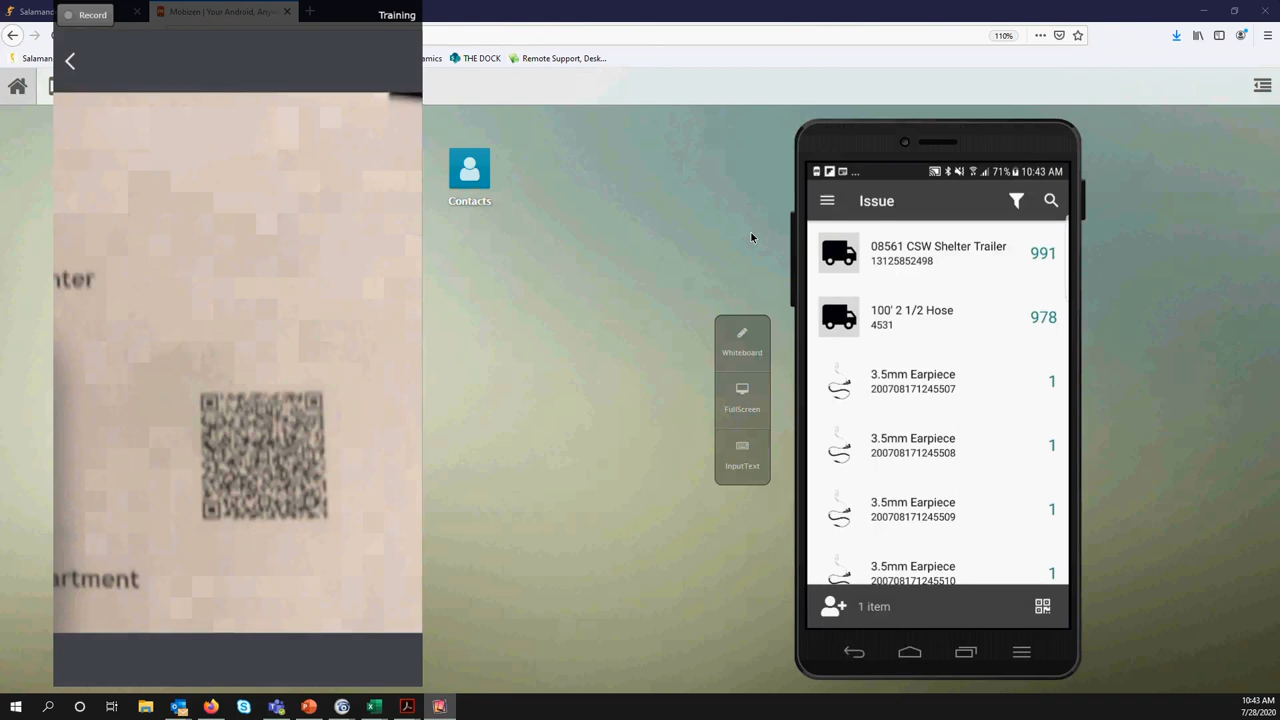 Salamand
Mobizen | Your Android, Anyw
Record
Training
110%
Salaman
amics
THE DOCK
Remote Support, Desk...
nter
artment
Contacts
Whiteboard
FullScreen
InputText
... 71% 10:43 AM
Issue
08561 CSW Shelter Trailer
13125852498
991
100' 2 1/2 Hose
4531
978
3.5mm Earpiece
200708171245507
1
3.5mm Earpiece
200708171245508
1
3.5mm Earpiece
200708171245509
1
3.5mm Earpiece
200708171245510
1
1 item
10:43 AM
7/28/2020